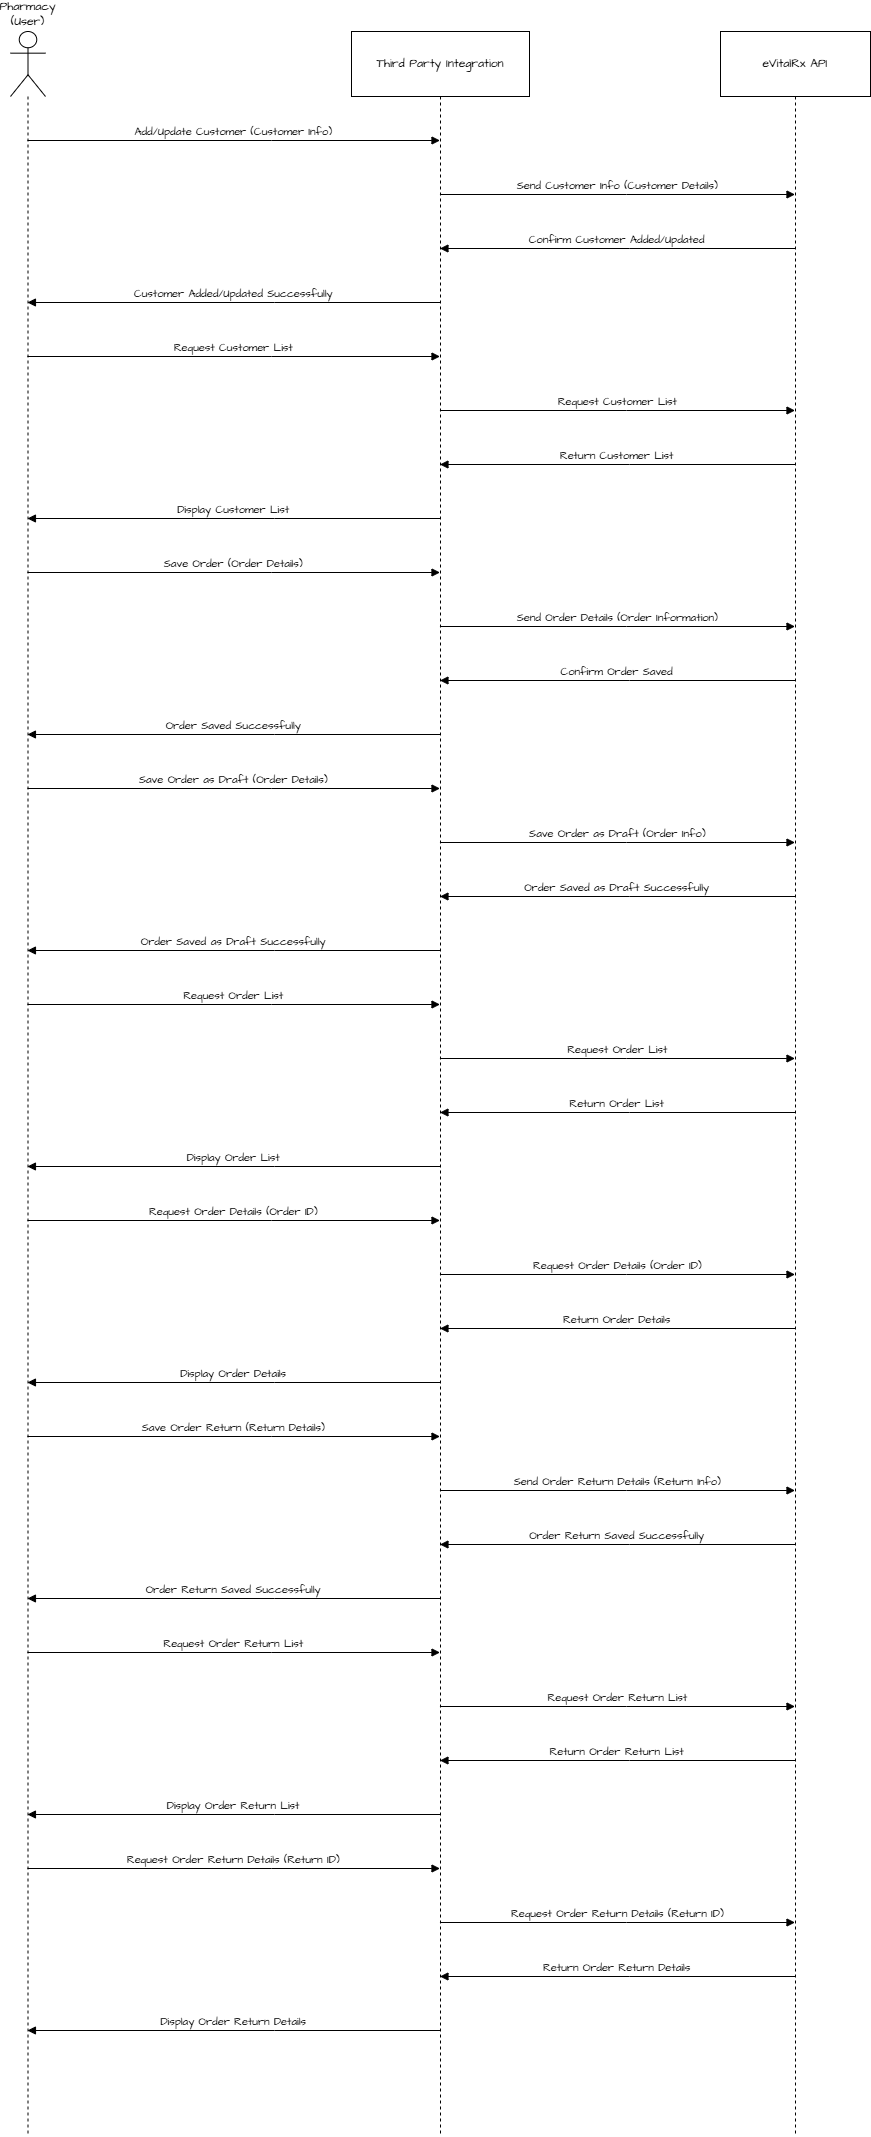 Pharmacy
(User)
Third Party Integration
eVitalRx API
Add/Update Customer (Customer Info)
Send Customer Info (Customer Details)
Confirm Customer Added/Updated
Customer Added/Updated Successfully
Request Customer List
Request Customer List
Return Customer List
Display Customer List
Save Order (Order Details)
Send Order Details (Order Information)
Confirm Order Saved
Order Saved Successfully
Save Order as Draft (Order Details)
Save Order as Draft (Order Info)
Order Saved as Draft Successfully
Order Saved as Draft Successfully
Request Order List
Request Order List
Return Order List
Display Order List
Request Order Details (Order ID)
Request Order Details (Order ID)
Return Order Details
Display Order Details
Save Order Return (Return Details)
Send Order Return Details (Return Info)
Order Return Saved Successfully
Order Return Saved Successfully
Request Order Return List
Request Order Return List
Return Order Return List
Display Order Return List
Request Order Return Details (Return ID)
Request Order Return Details (Return ID)
Return Order Return Details
Display Order Return Details